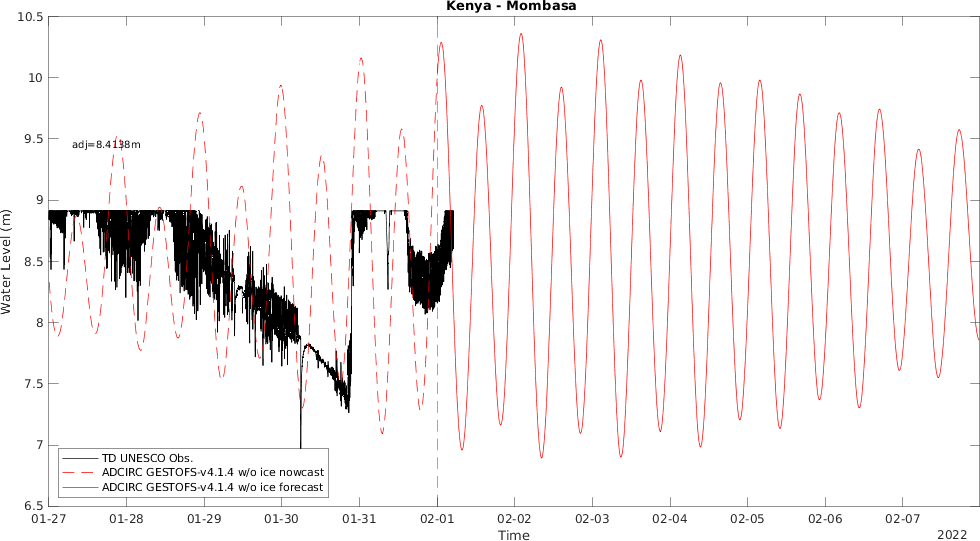 Kenya - Mombasa
10.5
10
9.5
9
8.5
8
7.5
7
6.5
Water Level (m)
adj=8.4138m
TD UNESCO Obs.
ADCIRC GESTOFS-v4.1.4 w/o ice nowcast
ADCIRC GESTOFS-v4.1.4 w/o ice forecast
01-27 01-28 01-29 01-30 01-31 02-01 02-02 02-03 02-04 02-05 02-06 02-07
Time
2022